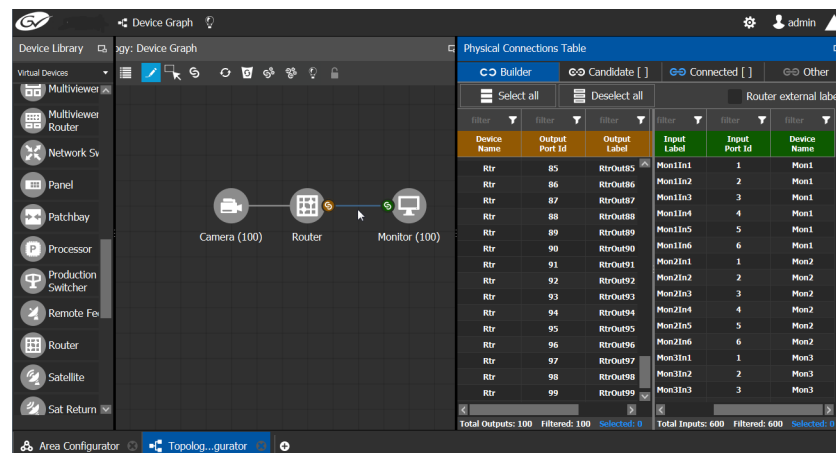 GV
Device Graph
admin
Device Library
ogy: Device Graph
Physical Connections Table
Virtual Devices
Builder
Candidate [ ]
Connected [ ]
Other
Select all
Deselect all
Router external labe
filter
filter
filter
filter
filter
filter
Device Name
Output Port Id
Output Label
Input Label
Input Port Id
Device Name
Multiviewer
Multiviewer Router
Network Sw
Panel
Patchbay
Processor
Production Switcher
Remote Fee
Router
Satellite
Sat Return
Camera (100)
Router
Monitor (100)
Rtr 85 RtrOut85 Mon1In1 1 Mon1
Rtr 86 RtrOut86 Mon1In2 2 Mon1
Rtr 87 RtrOut87 Mon1In3 3 Mon1
Rtr 88 RtrOut88 Mon1In4 4 Mon1
Rtr 89 RtrOut89 Mon1In5 5 Mon1
Rtr 90 RtrOut90 Mon1In6 6 Mon1
Rtr 91 RtrOut91 Mon2In1 1 Mon2
Rtr 92 RtrOut92 Mon2In2 2 Mon2
Rtr 93 RtrOut93 Mon2In3 3 Mon2
Rtr 94 RtrOut94 Mon2In4 4 Mon2
Rtr 95 RtrOut95 Mon2In5 5 Mon2
Rtr 96 RtrOut96 Mon2In6 6 Mon2
Rtr 97 RtrOut97 Mon3In1 1 Mon3
Rtr 98 RtrOut98 Mon3In2 2 Mon3
Rtr 99 RtrOut99 Mon3In3 3 Mon3
Total Outputs: 100 Filtered: 100 Selected: 0
Total Inputs: 600 Filtered: 600 Selected: 0
Area Configurator
Topolog...gurator